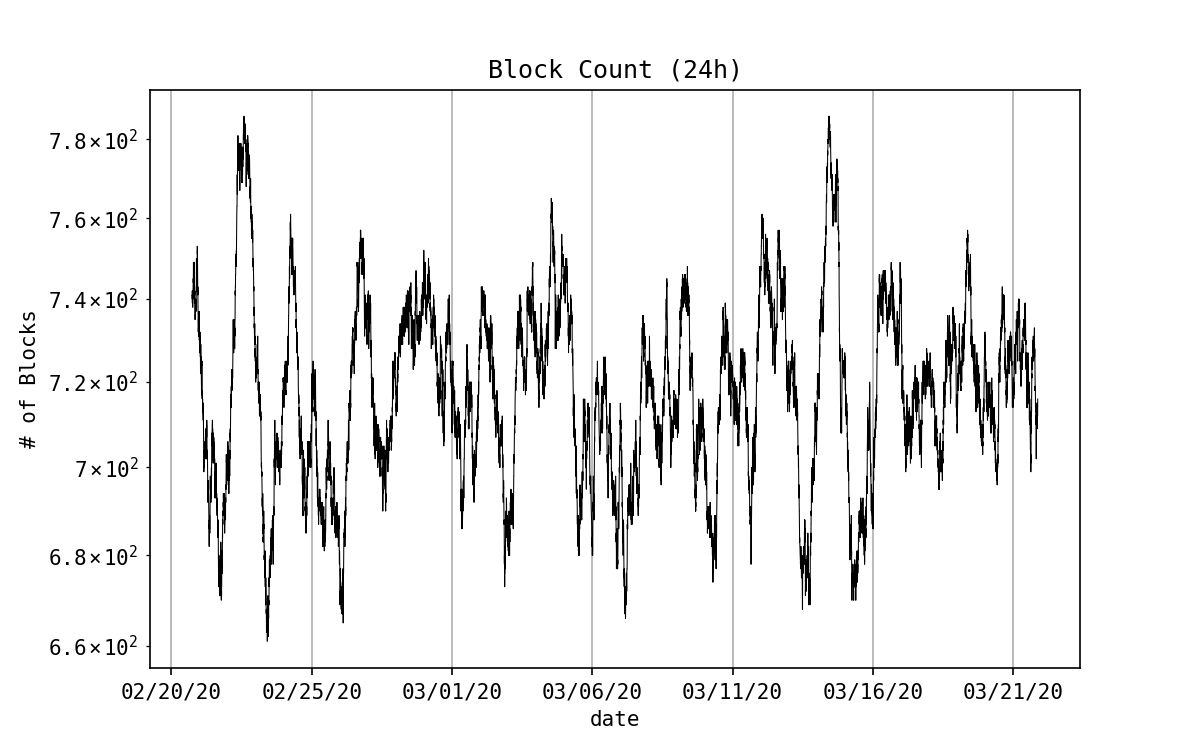 Block Count (24h)
# of Blocks
7.8×10²
7.6×10²
7.4×10²
7.2×10²
7×10²
6.8×10²
6.6×10²
02/20/20 02/25/20 03/01/20 03/06/20 03/11/20 03/16/20 03/21/20
date